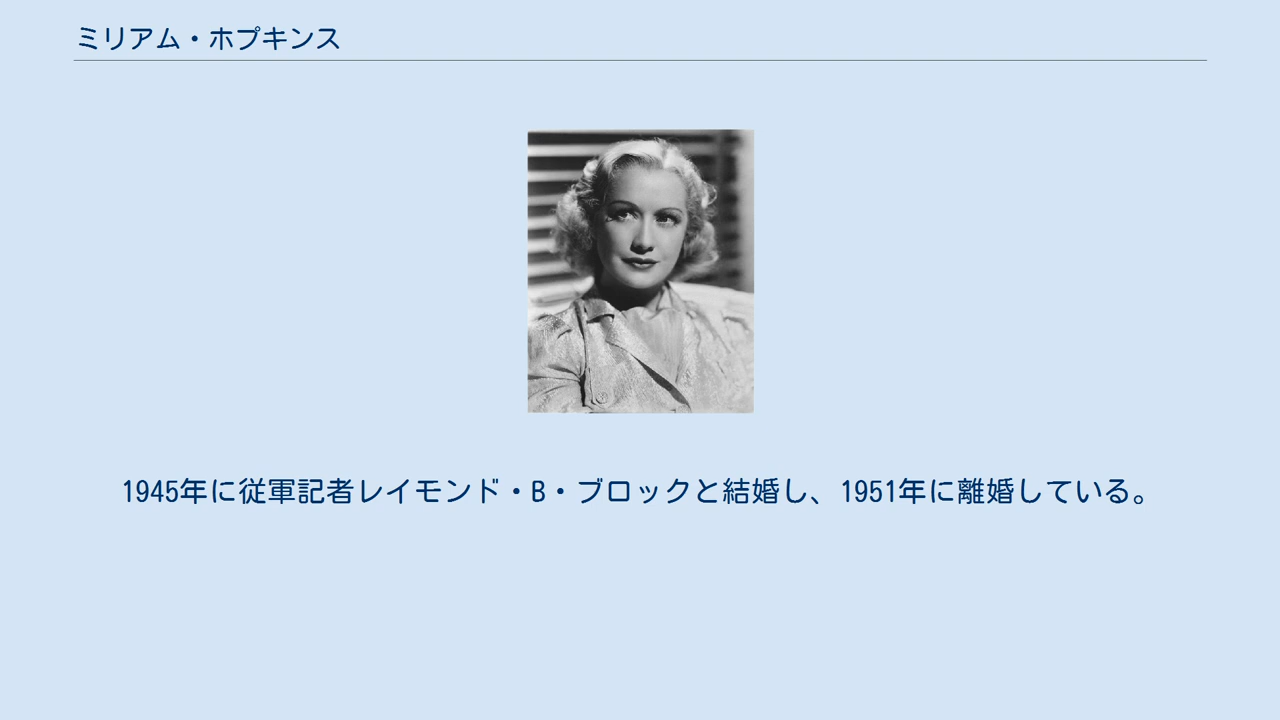 ミリアム・ホプキンス
1945年に従軍記者レイモンド・B・ブロックと結婚し、1951年に離婚している。